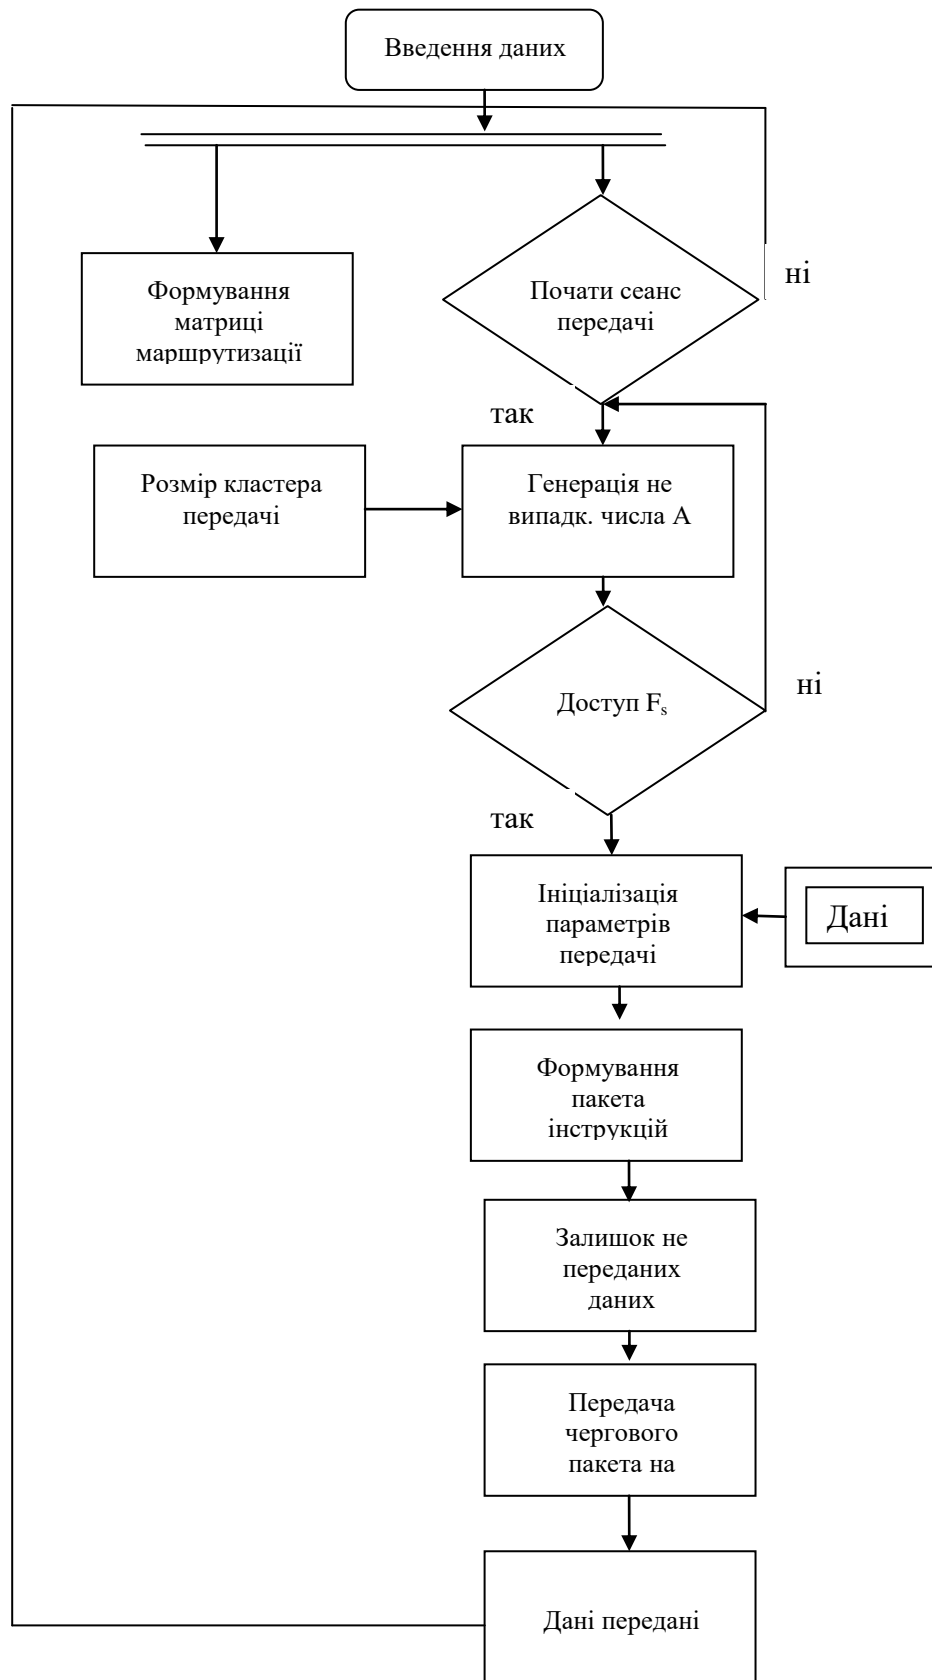 Введення даних
Формування
матриці
маршрутизації
Почати сеанс
передачі
ні
так
Розмір кластера
передачі
Генерація не
випадк. числа A
Доступ Fₛ
ні
так
Ініціалізація
параметрів
передачі
Дані
Формування
пакета
інструкцій
Залишок не
переданих
даних
Передача
чергового
пакета на
Дані передані